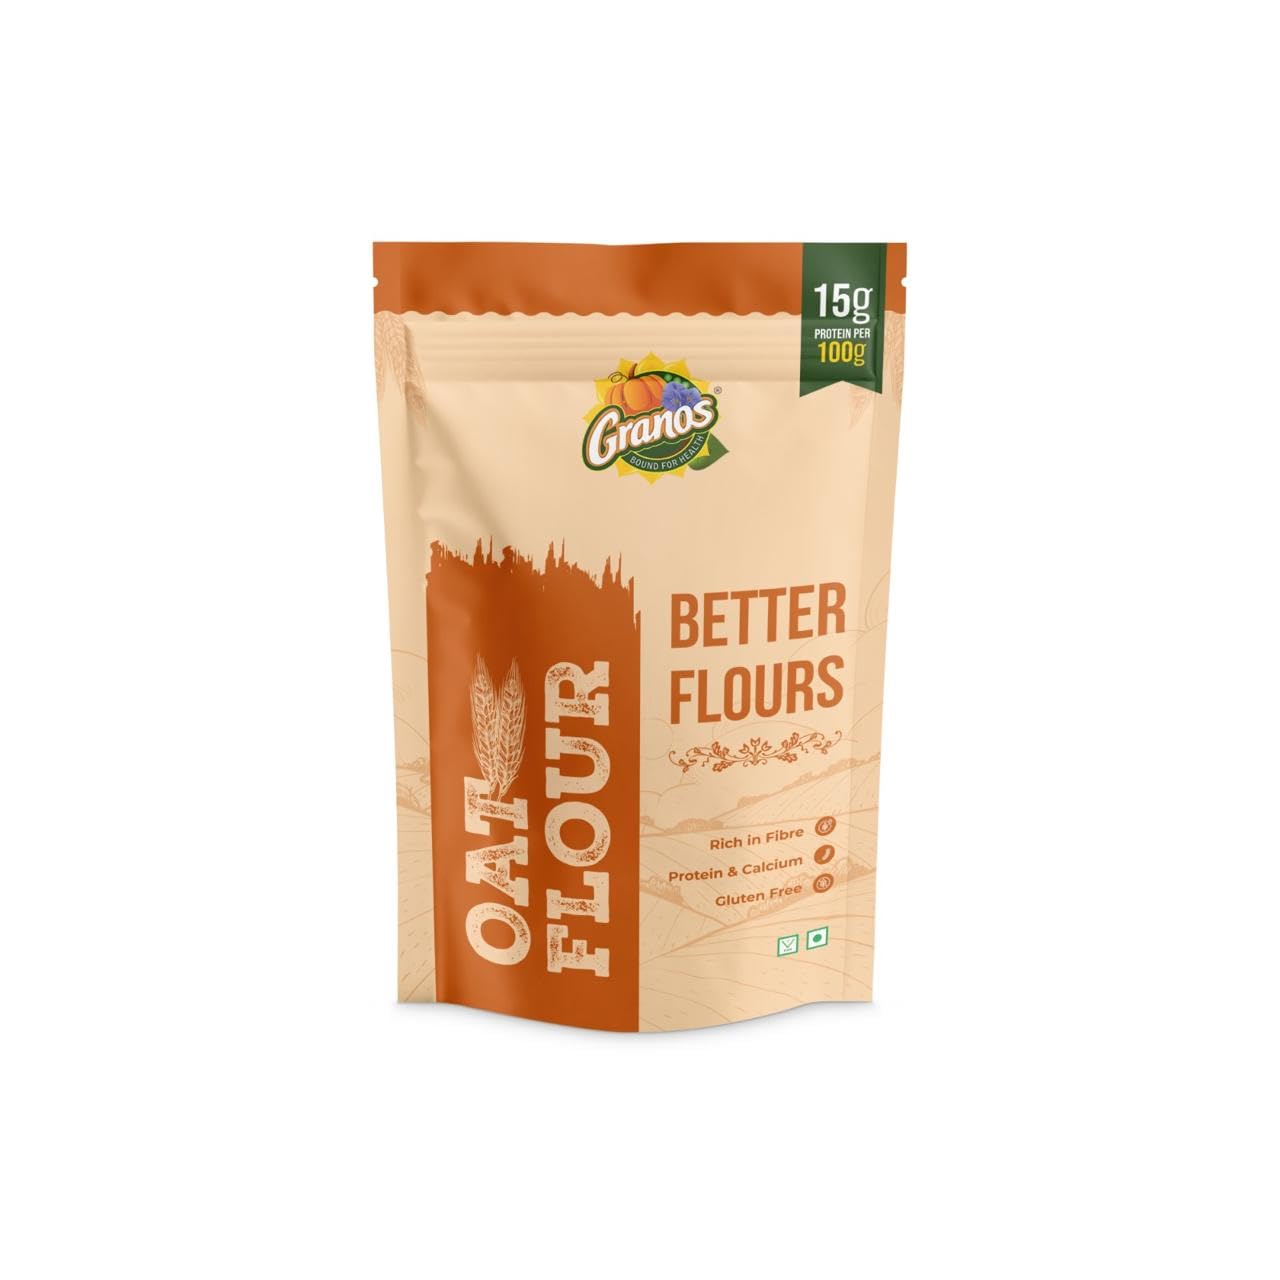 15g
PROTEIN PER
100g
Granos®
BOUND FOR HEALTH
BETTER
FLOURS
OAT
FLOUR
Rich in Fibre
Protein & Calcium
Gluten Free